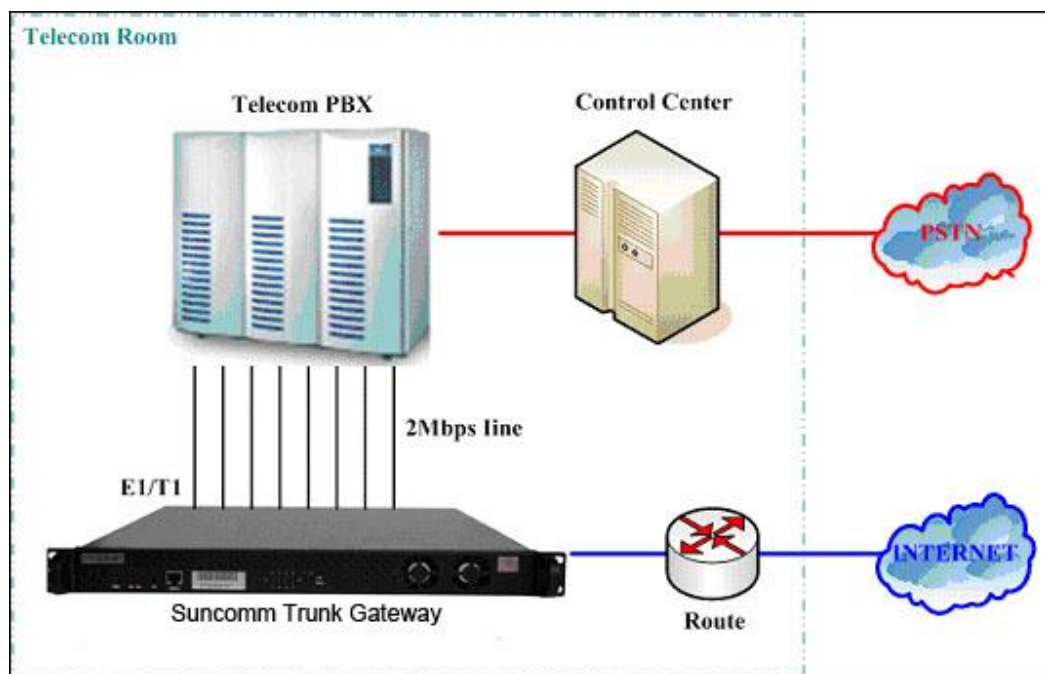 Telecom Room
Telecom PBX
Control Center
PSTN
2Mbps line
E1/T1
INTERNET
Suncomm Trunk Gateway
Route